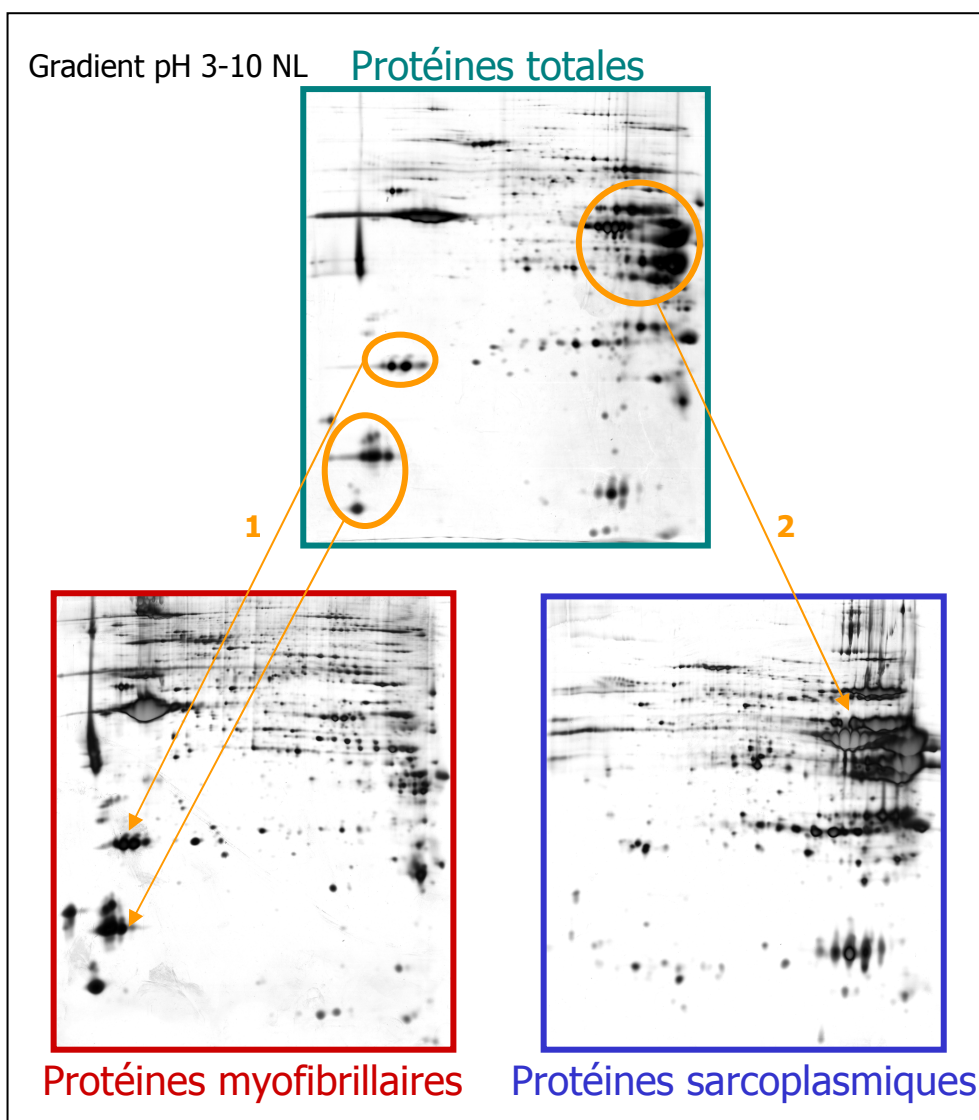 Gradient pH 3-10 NL
Protéines totales
1
2
Protéines myofibrillaires
Protéines sarcoplasmiques